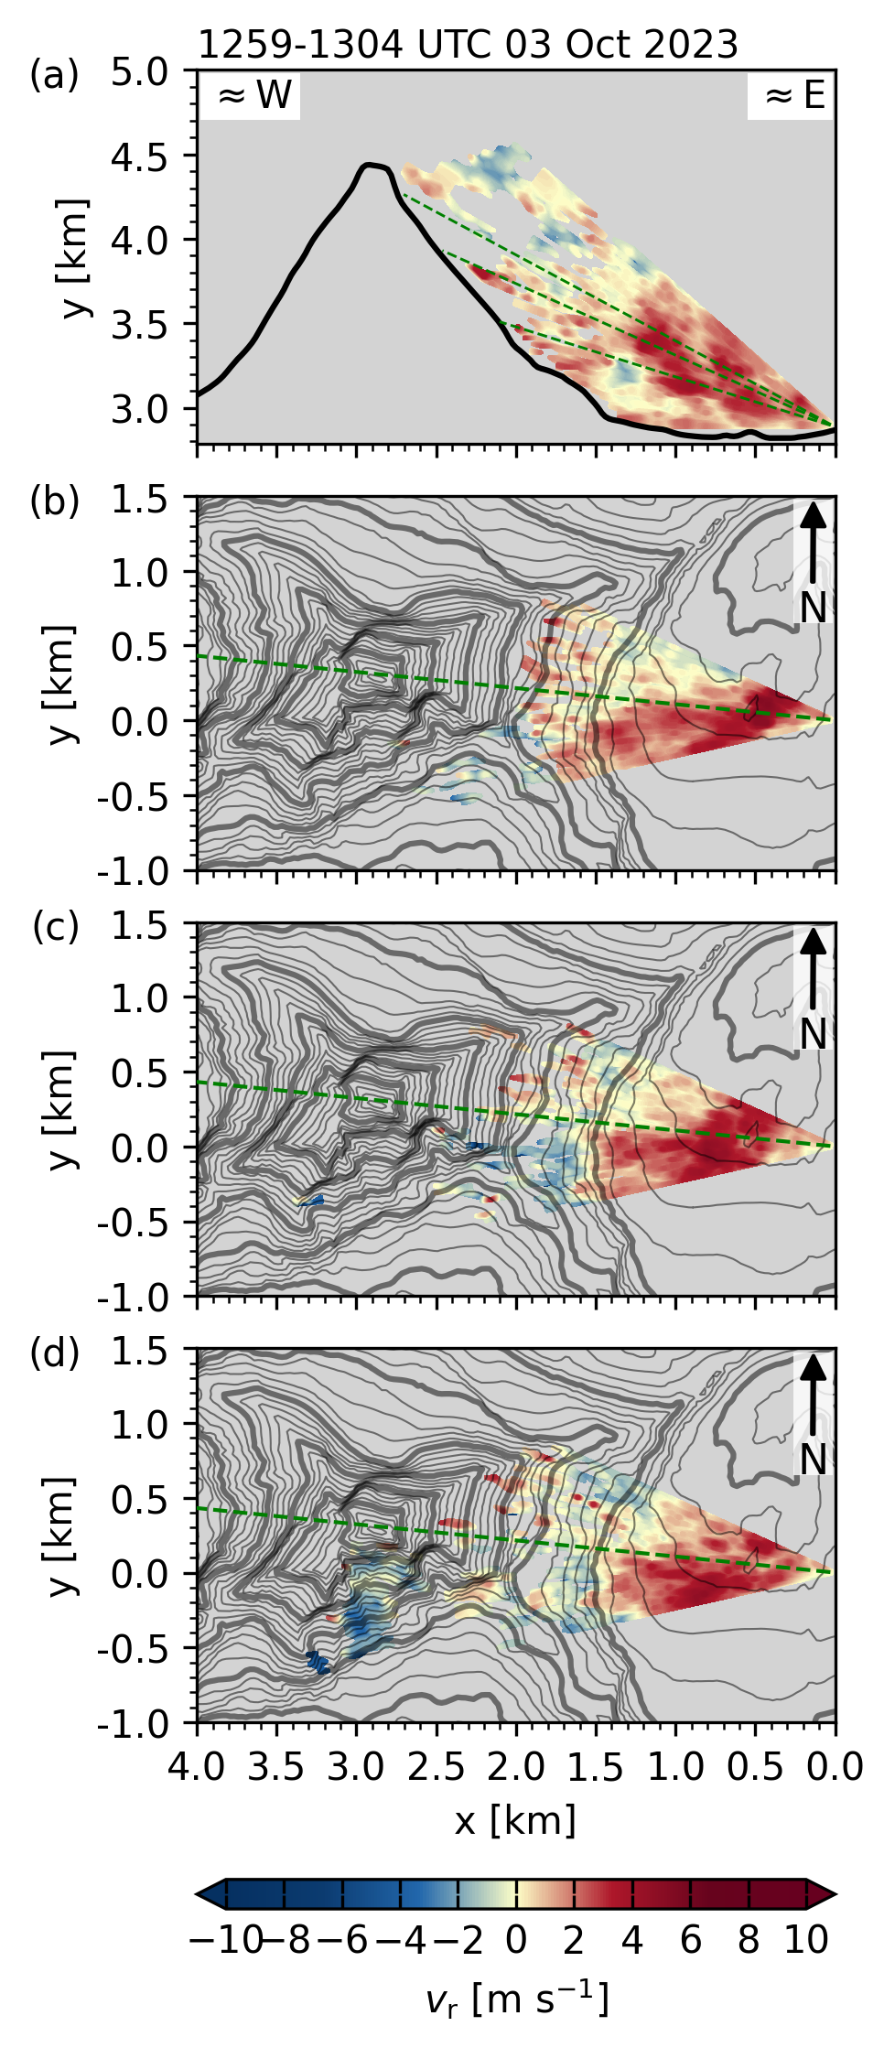 1259-1304 UTC 03 Oct 2023
(a)
≈ W
≈ E
5.0
4.5
4.0
3.5
3.0
y [km]
(b)
1.5
1.0
0.5
0.0
-0.5
-1.0
y [km]
N
(c)
1.5
1.0
0.5
0.0
-0.5
-1.0
y [km]
N
(d)
1.5
1.0
0.5
0.0
-0.5
-1.0
y [km]
N
4.0 3.5 3.0 2.5 2.0 1.5 1.0 0.5 0.0
x [km]
−10 −8 −6 −4 −2 0 2 4 6 8 10
vr [m s−1]